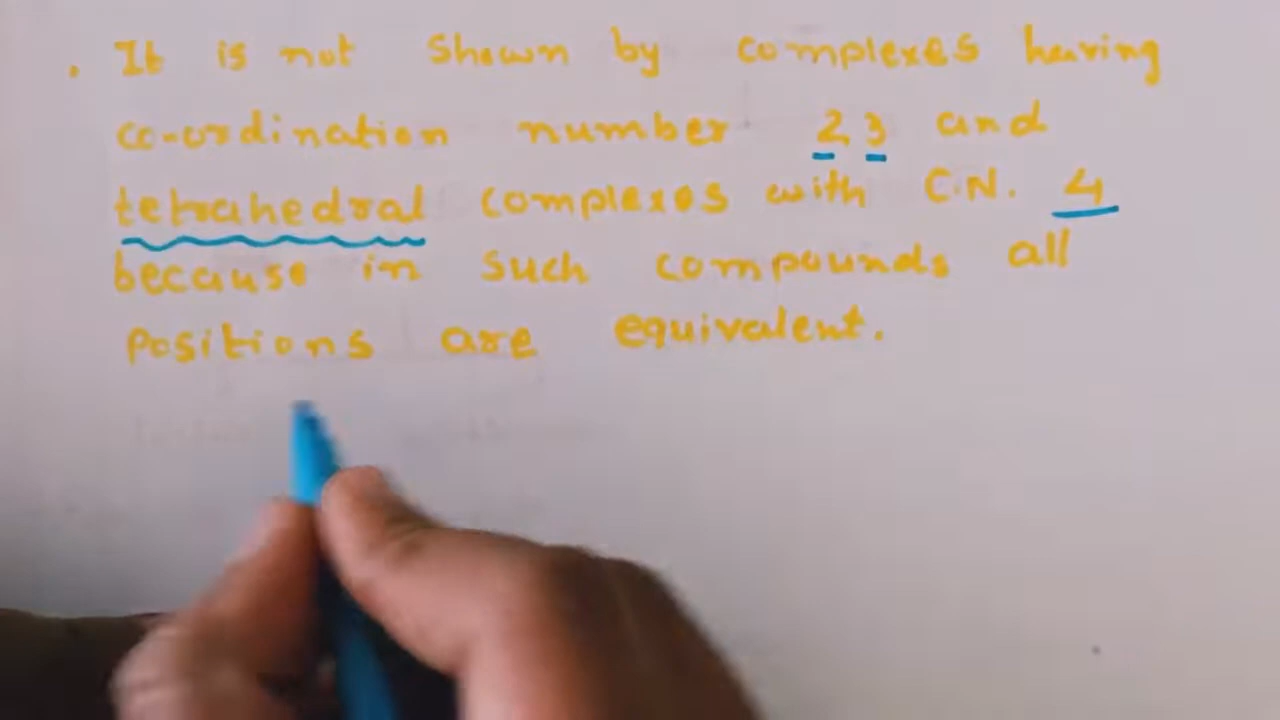 . It is not shown by complexes having
co-ordination number 2, 3 and
tetrahedral complexes with C.N. 4
because in such compounds all
positions are equivalent.